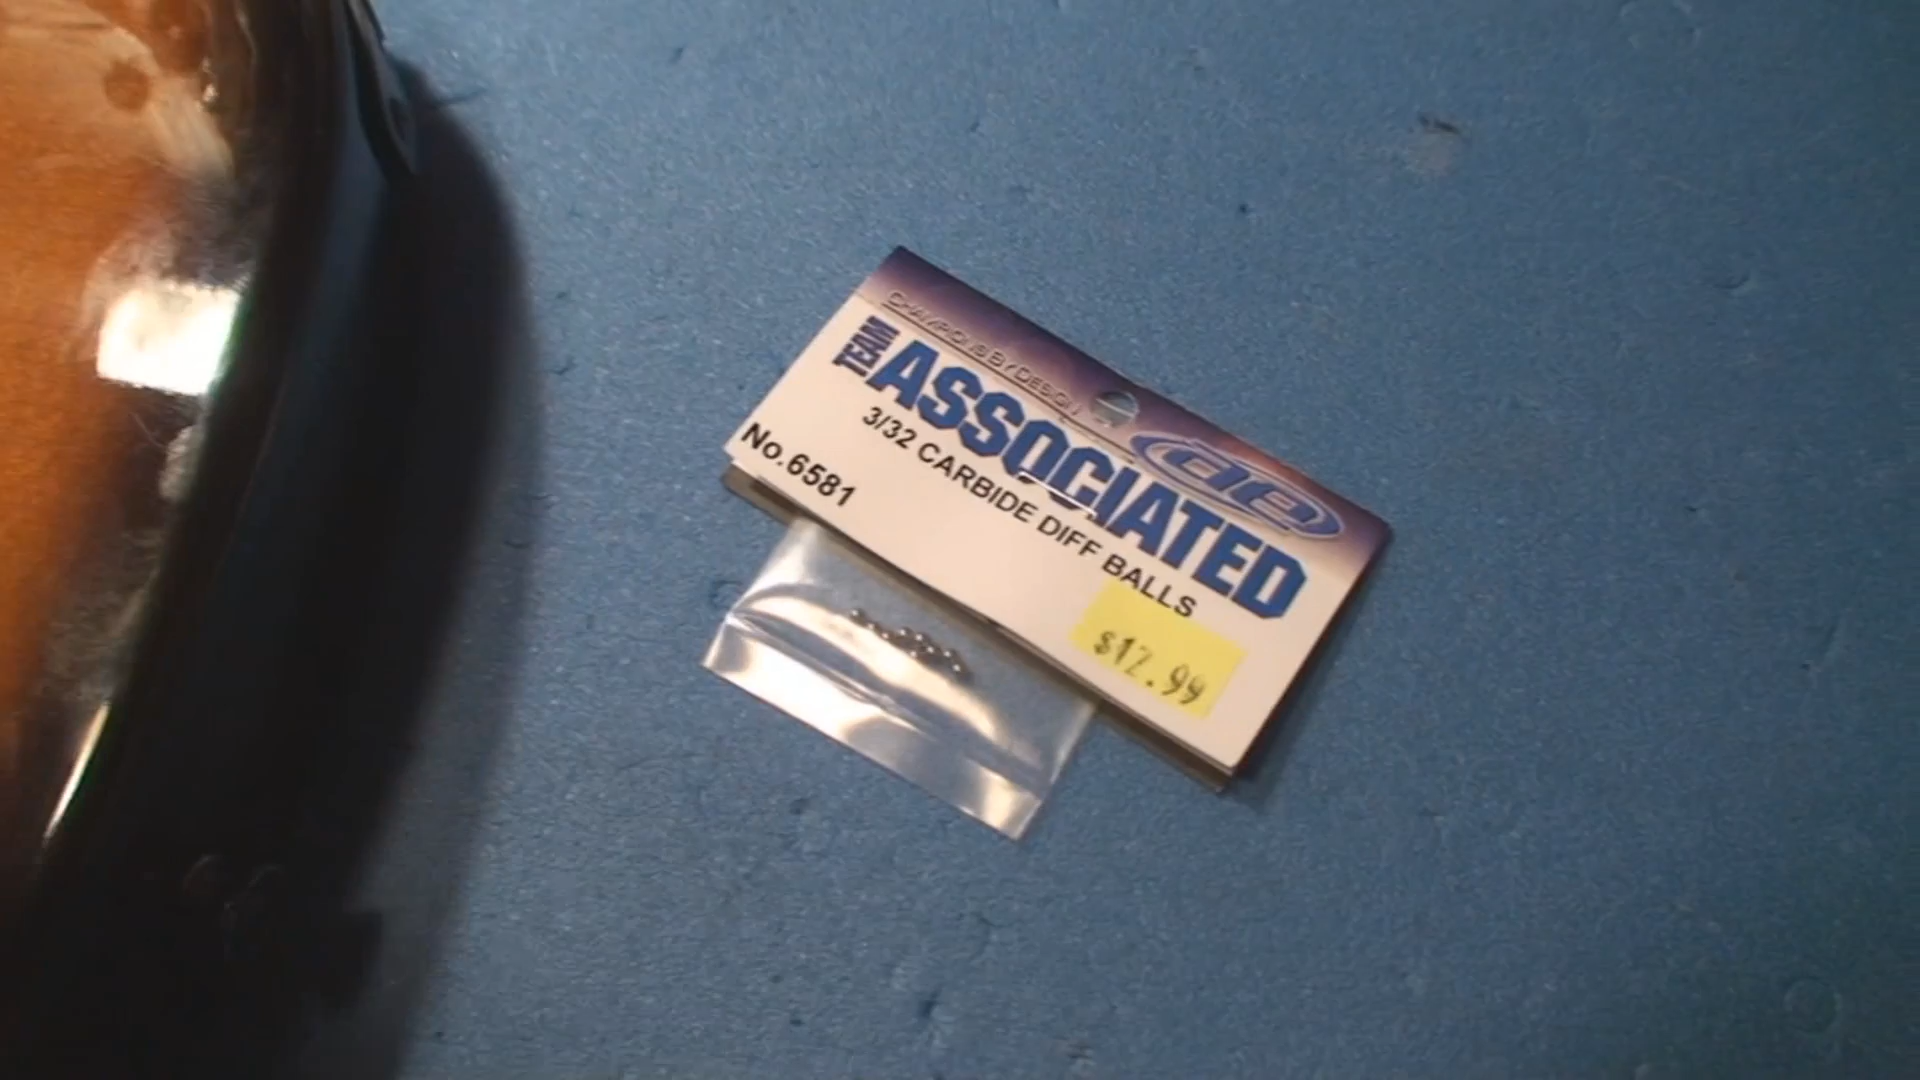 CHAMPIONS BY DESIGN
TEAM
ASSOCIATED
3/32 CARBIDE DIFF BALLS
No.6581
$12.99